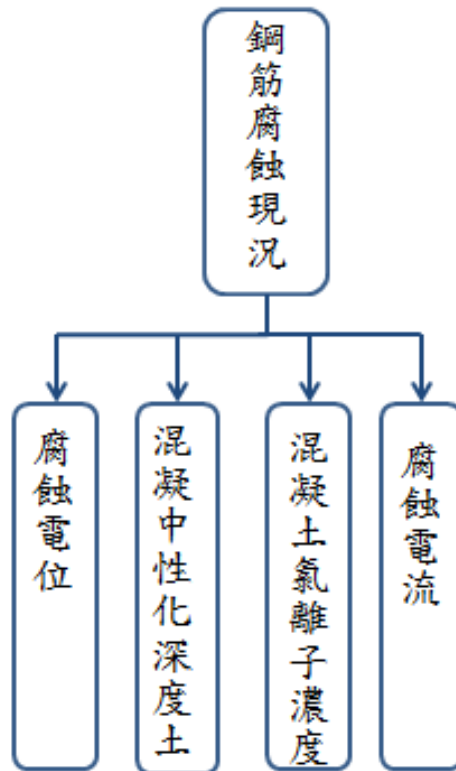 鋼筋腐蝕現況
腐蝕電位
混凝中性化深度土
混凝土氯離子濃度
腐蝕電流